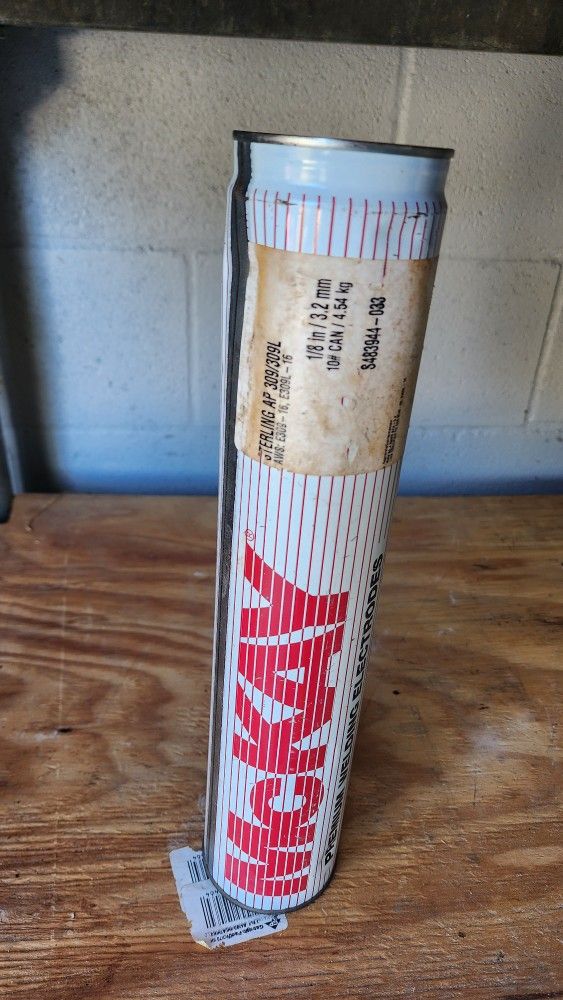 STERLING AP 309/309L
AWS: E309-16, E309L-16
1/8 in / 3.2 mm
10# CAN / 4.54 kg
S483944-033
McKAY®
PREMIUM WELDING ELECTRODES